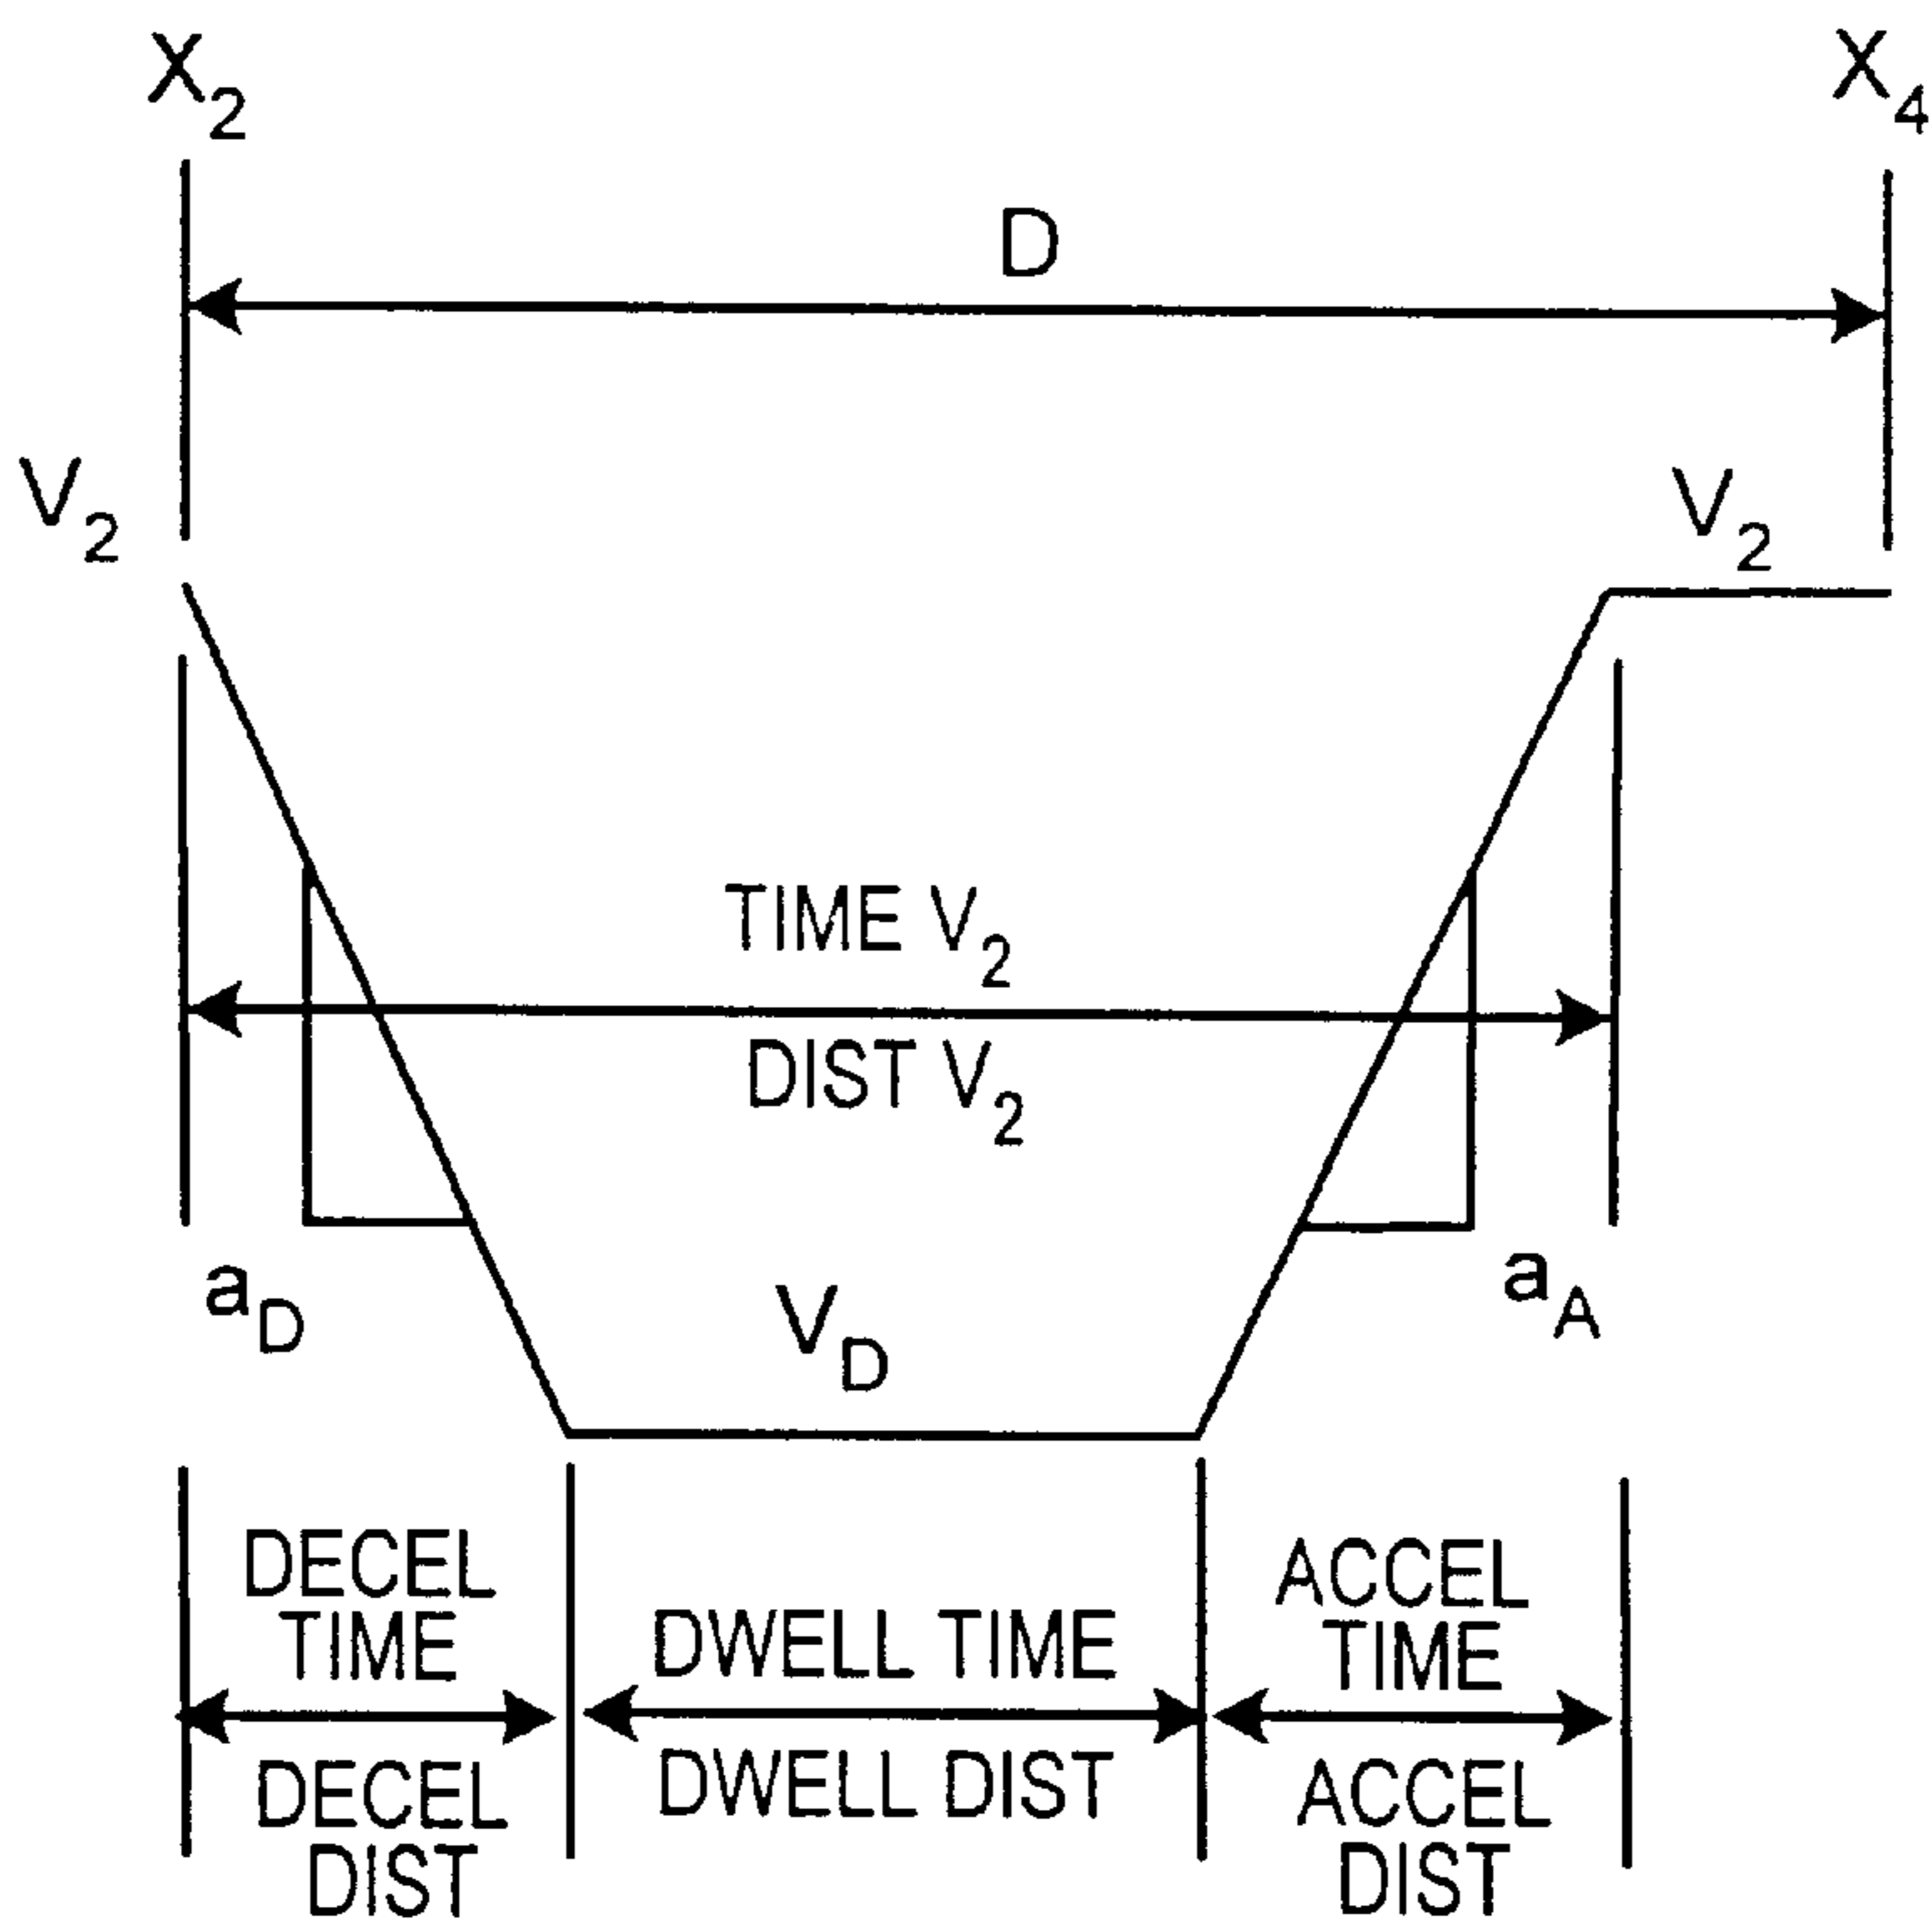 X2
X4
D
V2
V2
TIME V2
DIST V2
aD
VD
aA
DECEL
TIME
DWELL TIME
ACCEL
TIME
DECEL
DIST
DWELL DIST
ACCEL
DIST